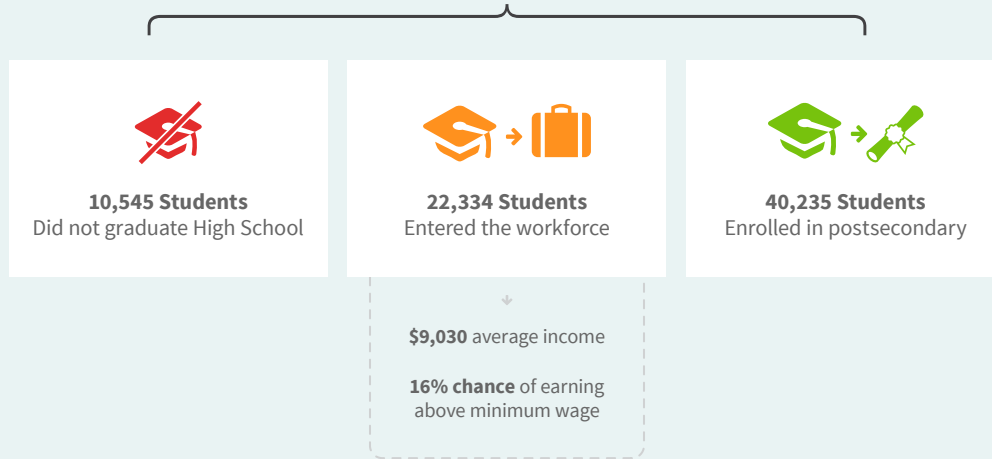 10,545 Students
Did not graduate High School
22,334 Students
Entered the workforce
40,235 Students
Enrolled in postsecondary
$9,030 average income
16% chance of earning
above minimum wage